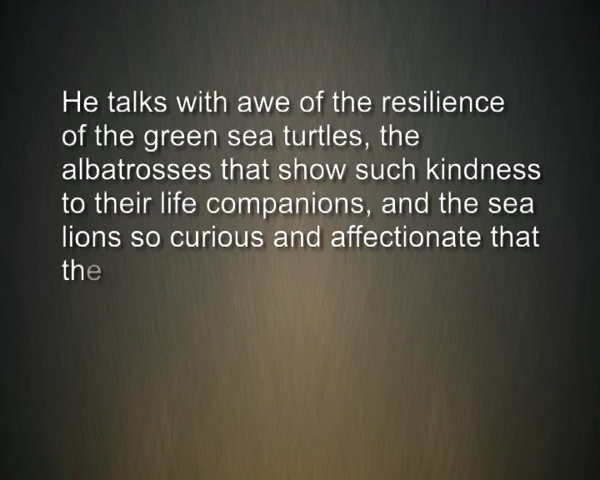 He talks with awe of the resilience
of the green sea turtles, the
albatrosses that show such kindness
to their life companions, and the sea
lions so curious and affectionate that
the